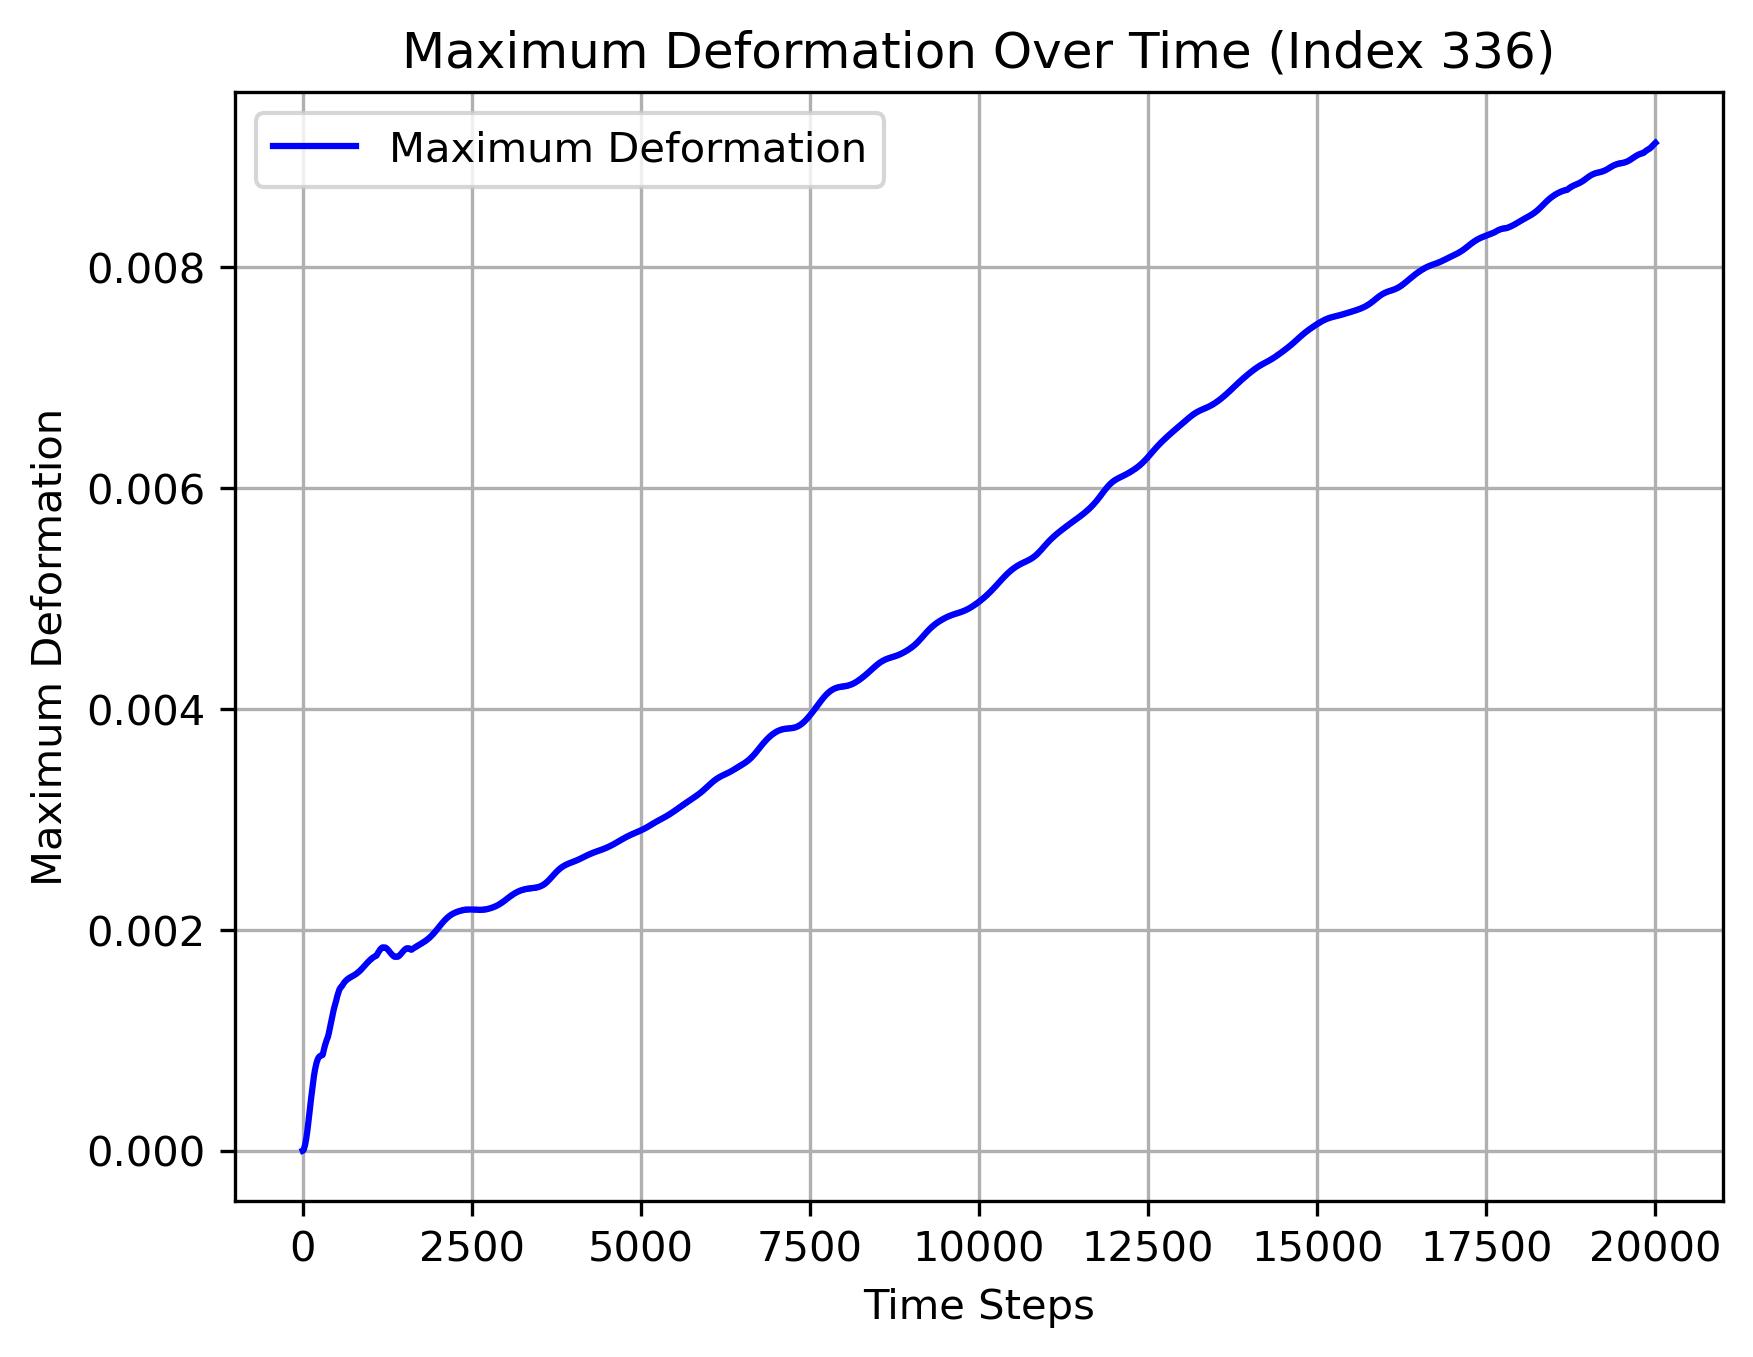 Maximum Deformation Over Time (Index 336)
Maximum Deformation
Maximum Deformation
0.008
0.006
0.004
0.002
0.000
0 2500 5000 7500 10000 12500 15000 17500 20000
Time Steps